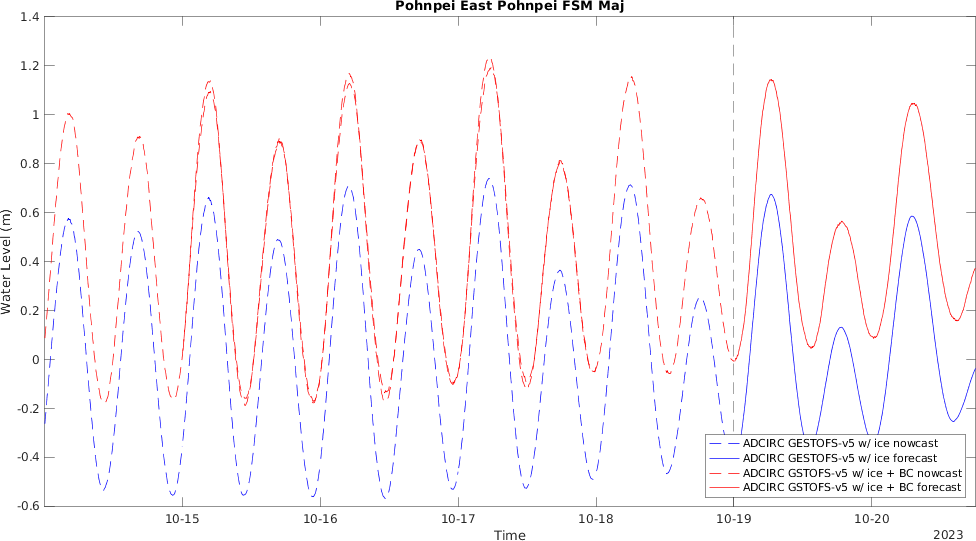 Pohnpei East Pohnpei FSM Maj
1.4
1.2
1
0.8
0.6
0.4
0.2
0
-0.2
-0.4
-0.6
Water Level (m)
ADCIRC GESTOFS-v5 w/ ice nowcast
ADCIRC GESTOFS-v5 w/ ice forecast
ADCIRC GSTOFS-v5 w/ ice + BC nowcast
ADCIRC GSTOFS-v5 w/ ice + BC forecast
10-15 10-16 10-17 10-18 10-19 10-20
Time
2023